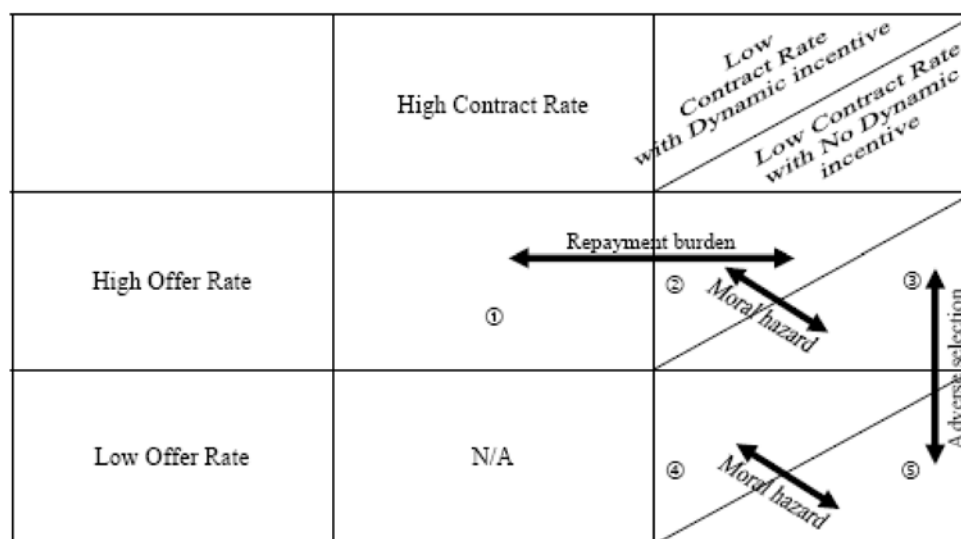 High Contract Rate
Low
Contract Rate
with Dynamic incentive
Low Contract Rate
with No Dynamic
incentive
High Offer Rate
①
Repayment burden
②
Moral hazard
③
Adverse selection
Low Offer Rate
N/A
④
Moral hazard
⑤